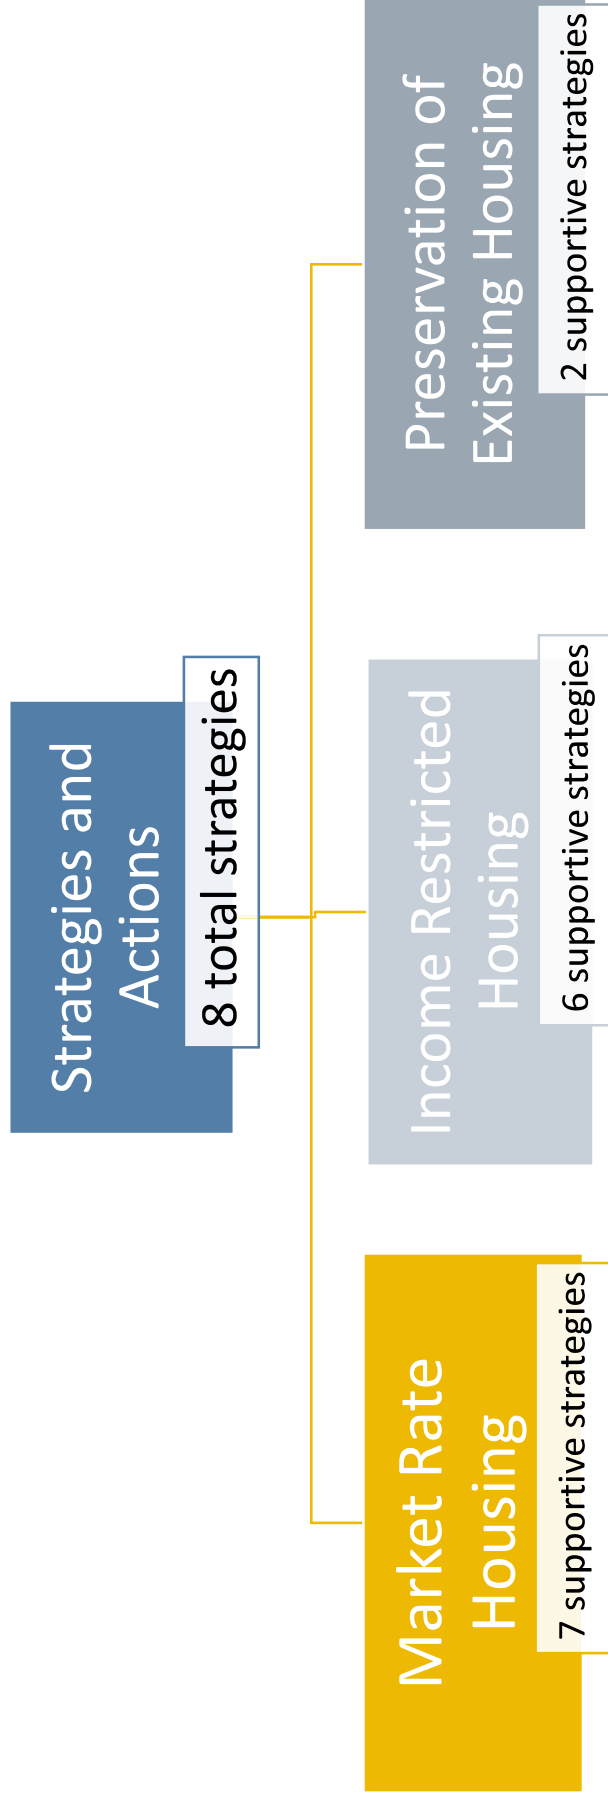 Strategies and
Actions
8 total strategies
Market Rate
Housing
7 supportive strategies
Income Restricted
Housing
6 supportive strategies
Preservation of
Existing Housing
2 supportive strategies